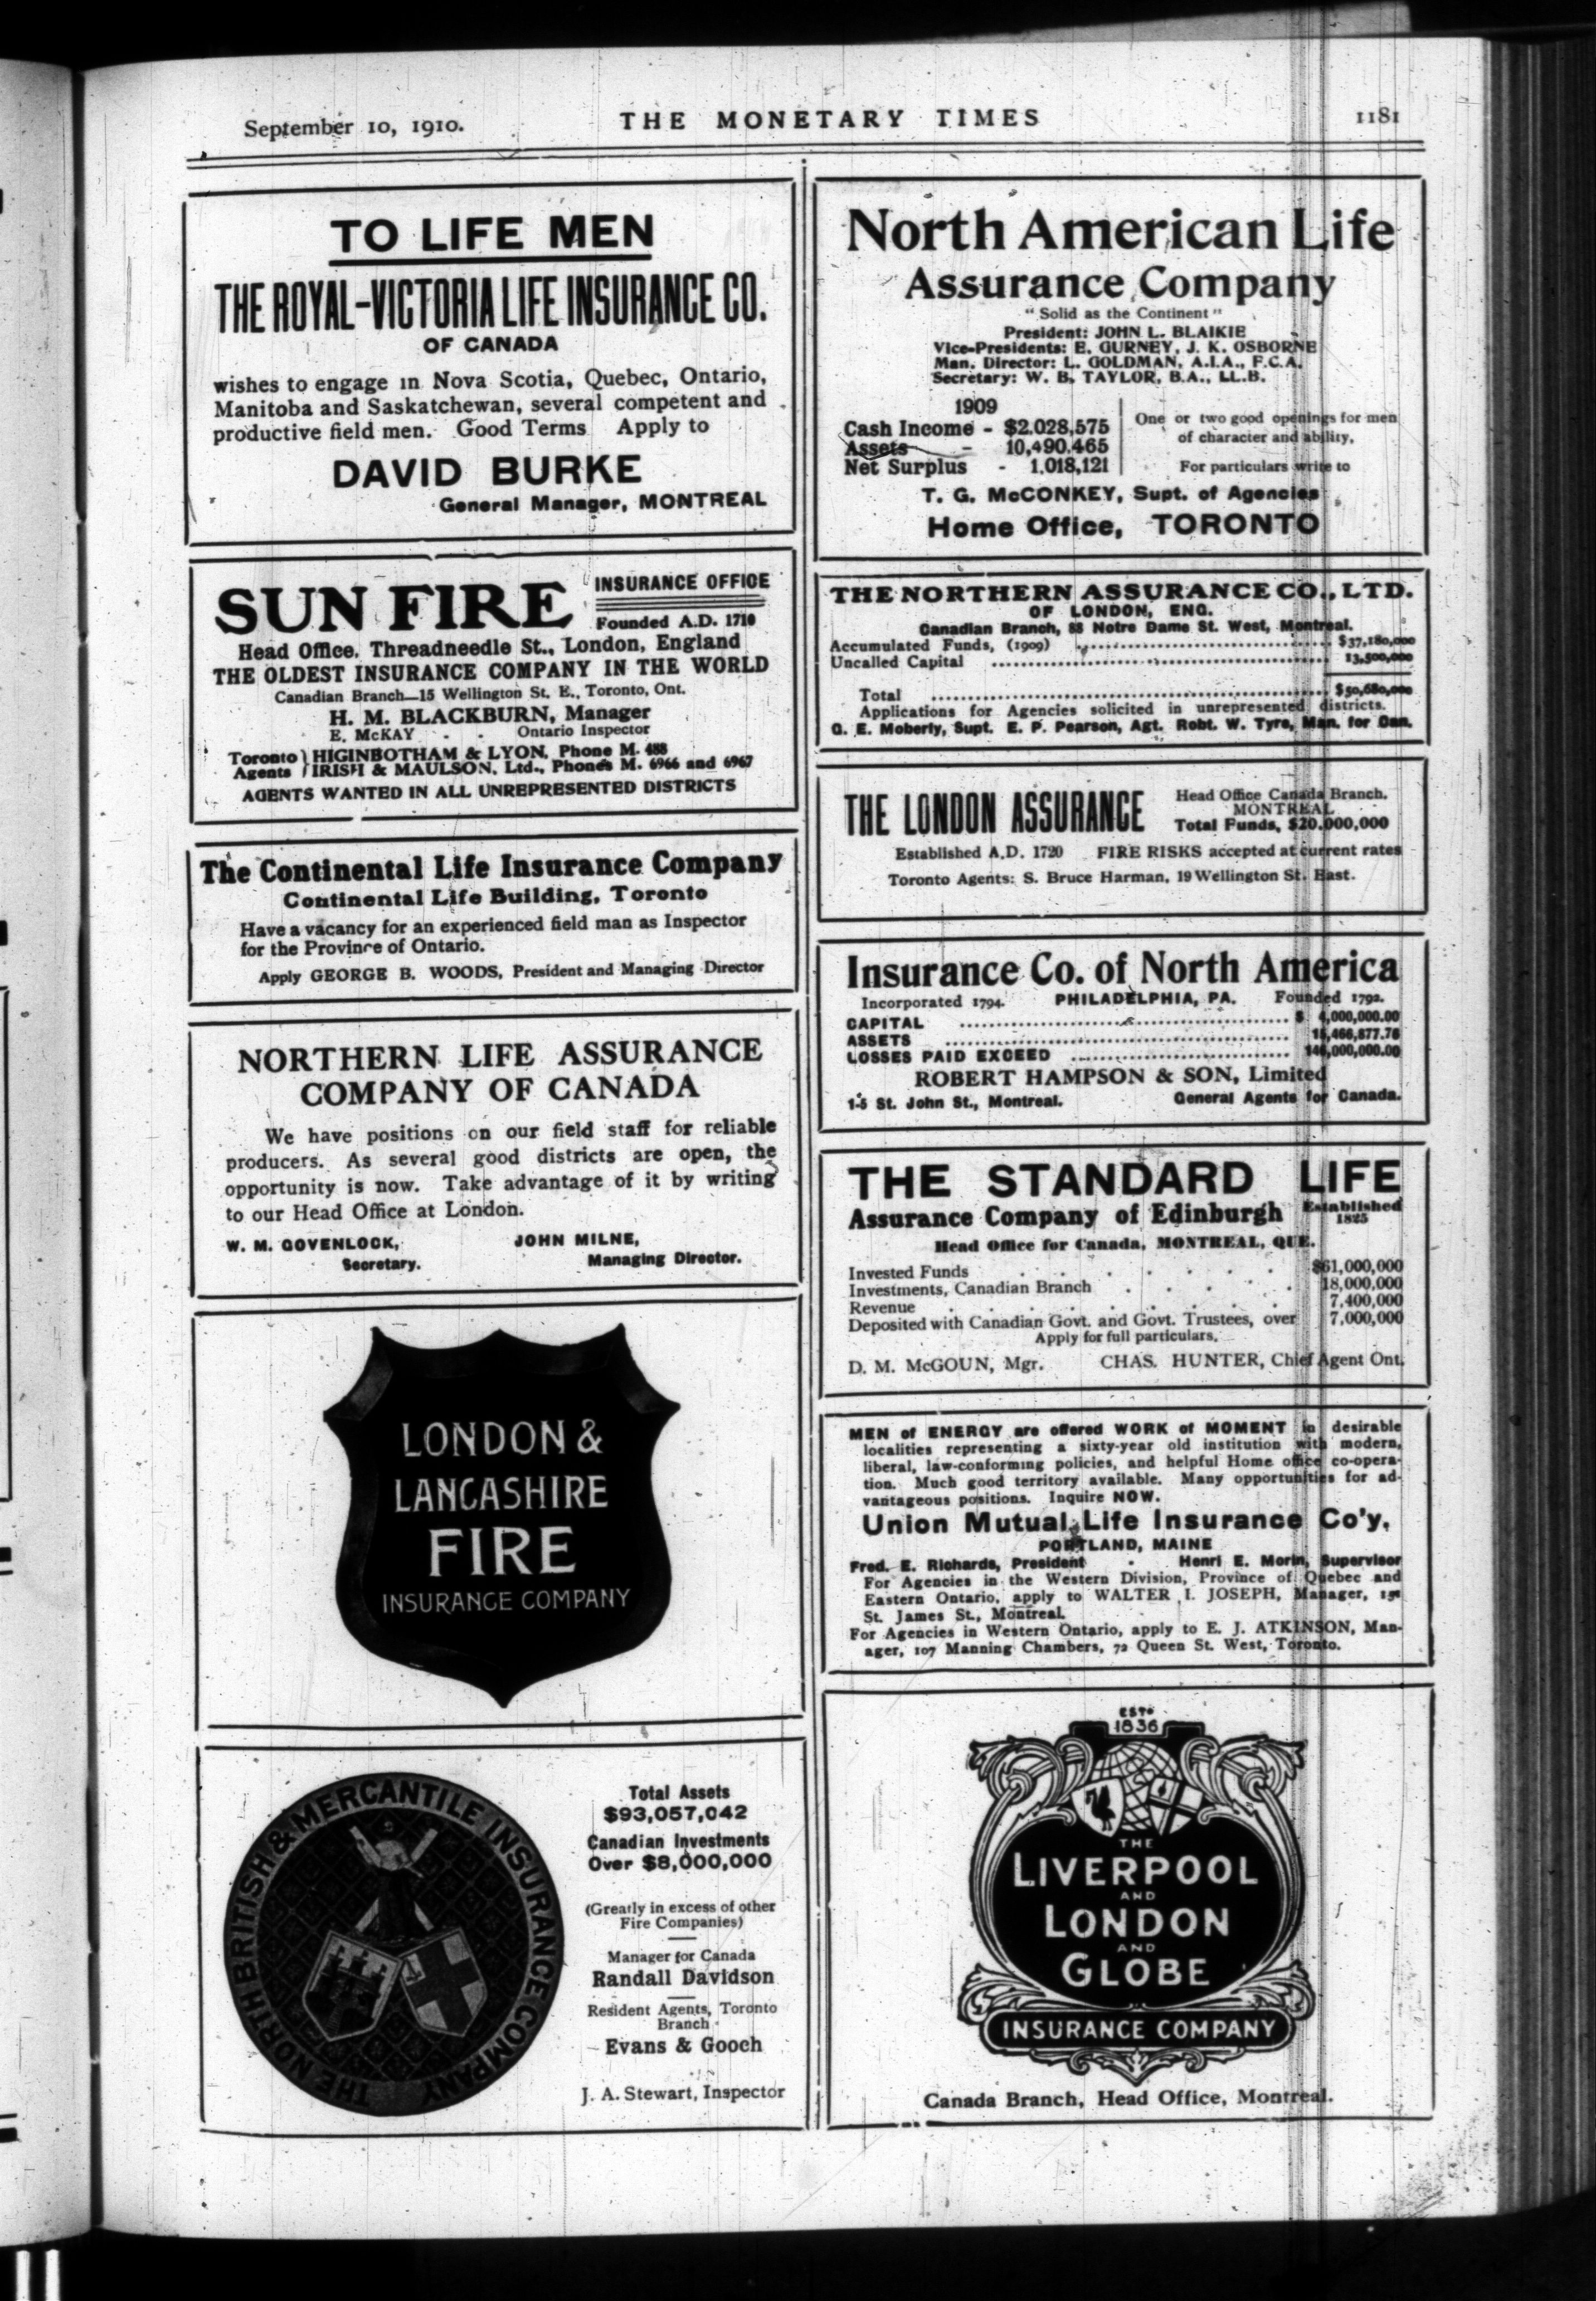 September 10, 1910.
THE MONETARY TIMES
1181
TO LIFE MEN
THE ROYAL-VICTORIA LIFE INSURANCE CO.
OF CANADA
wishes to engage in Nova Scotia, Quebec, Ontario,
Manitoba and Saskatchewan, several competent and
productive field men. Good Terms Apply to
DAVID BURKE
General Manager, MONTREAL
SUN FIRE
INSURANCE OFFICE
Founded A.D. 1710
Head Office, Threadneedle St., London, England
THE OLDEST INSURANCE COMPANY IN THE WORLD
Canadian Branch—15 Wellington St. E., Toronto, Ont.
H. M. BLACKBURN, Manager
E. McKAY - - Ontario Inspector
Toronto } HIGINBOTHAM & LYON, Phone M. 488
Agents } IRISH & MAULSON, Ltd., Phones M. 6966 and 6967
AGENTS WANTED IN ALL UNREPRESENTED DISTRICTS
The Continental Life Insurance Company
Continental Life Building, Toronto
Have a vacancy for an experienced field man as Inspector
for the Province of Ontario.
Apply GEORGE B. WOODS, President and Managing Director
NORTHERN LIFE ASSURANCE
COMPANY OF CANADA
We have positions on our field staff for reliable
producers. As several good districts are open, the
opportunity is now. Take advantage of it by writing
to our Head Office at London.
W. M. GOVENLOCK,
Secretary.
JOHN MILNE,
Managing Director.
LONDON &
LANCASHIRE
FIRE
INSURANCE COMPANY
THE NORTH BRITISH & MERCANTILE INSURANCE COMPANY
Total Assets
$93,057,042
Canadian Investments
Over $8,000,000
(Greatly in excess of other
Fire Companies)
Manager for Canada
Randall Davidson
Resident Agents, Toronto
Branch
Evans & Gooch
J. A. Stewart, Inspector
North American Life
Assurance Company
"Solid as the Continent"
President: JOHN L. BLAIKIE
Vice-Presidents: E. GURNEY, J. K. OSBORNE
Man. Director: L. GOLDMAN, A.I.A., F.C.A.
Secretary: W. B. TAYLOR, B.A., LL.B.
1909
Cash Income - $2,028,575
Assets - 10,490,465
Net Surplus - 1,018,121
One or two good openings for men
of character and ability,
For particulars write to
T. G. McCONKEY, Supt. of Agencies
Home Office, TORONTO
THE NORTHERN ASSURANCE CO., LTD.
OF LONDON, ENG.
Canadian Branch, 88 Notre Dame St. West, Montreal.
Accumulated Funds, (1909) $37,180,000
Uncalled Capital 13,500,000
Total $50,680,000
Applications for Agencies solicited in unrepresented districts.
G. E. Moberly, Supt. E. P. Pearson, Agt. Robt. W. Tyre, Man. for Can.
THE LONDON ASSURANCE
Head Office Canada Branch,
MONTREAL
Total Funds, $20,000,000
Established A.D. 1720 FIRE RISKS accepted at current rates
Toronto Agents: S. Bruce Harman, 19 Wellington St. East.
Insurance Co. of North America
Incorporated 1794. PHILADELPHIA, PA. Founded 1792.
CAPITAL $ 4,000,000.00
ASSETS 15,466,877.76
LOSSES PAID EXCEED 146,000,000.00
ROBERT HAMPSON & SON, Limited
1-5 St. John St., Montreal. General Agents for Canada.
THE STANDARD LIFE
Assurance Company of Edinburgh
Established
1825
Head Office for Canada, MONTREAL, QUE.
Invested Funds $61,000,000
Investments, Canadian Branch 18,000,000
Revenue 7,400,000
Deposited with Canadian Govt. and Govt. Trustees, over 7,000,000
Apply for full particulars.
D. M. McGOUN, Mgr. CHAS. HUNTER, Chief Agent Ont.
MEN of ENERGY are offered WORK of MOMENT in desirable
localities representing a sixty-year old institution with modern,
liberal, law-conforming policies, and helpful Home office co-opera-
tion. Much good territory available. Many opportunities for ad-
vantageous positions. Inquire NOW.
Union Mutual Life Insurance Co'y,
PORTLAND, MAINE
Fred. E. Richards, President - Henri E. Morin, Supervisor
For Agencies in the Western Division, Province of Quebec and
Eastern Ontario, apply to WALTER I. JOSEPH, Manager, 151
St. James St., Montreal.
For Agencies in Western Ontario, apply to E. J. ATKINSON, Man-
ager, 107 Manning Chambers, 72 Queen St. West, Toronto.
ESTD
1836
THE
LIVERPOOL
AND
LONDON
AND
GLOBE
INSURANCE COMPANY
Canada Branch, Head Office, Montreal.